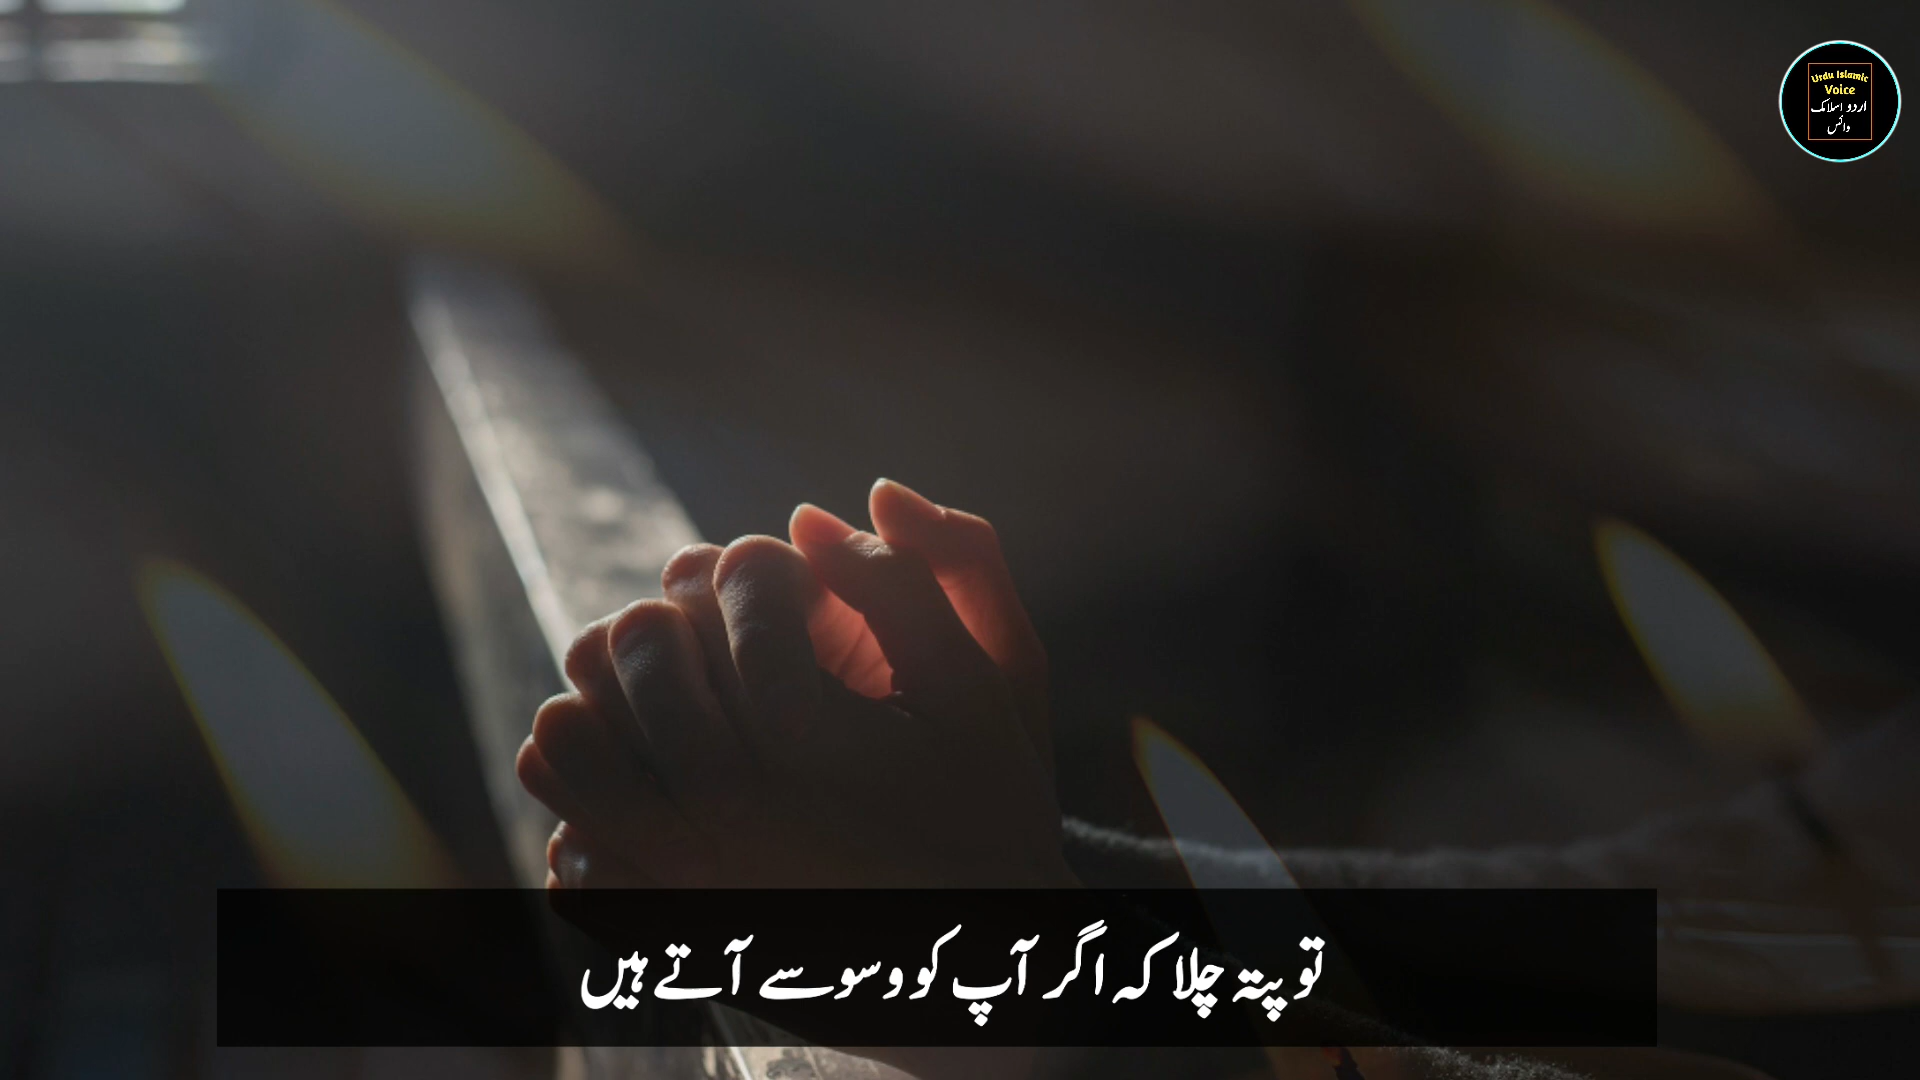 Urdu Islamic
Voice
اردو اسلامک
وائس
تو پتہ چلا کہ اگر آپ کو وسوسے آتے ہیں